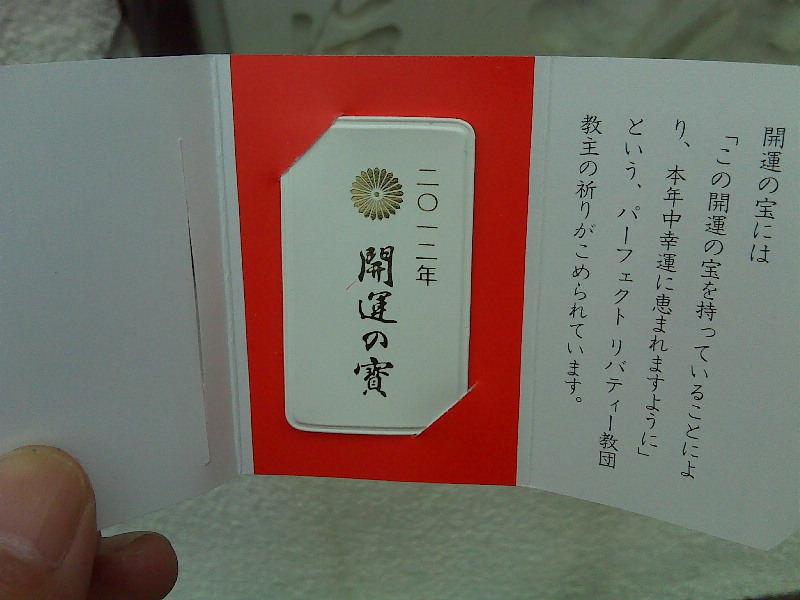 開運の宝には
「この開運の宝を持っていることによ
り、本年中幸運に恵まれますように」
という、パーフェクト リバティー教団
教主の祈りがこめられています。
二〇一二年
開運の寳